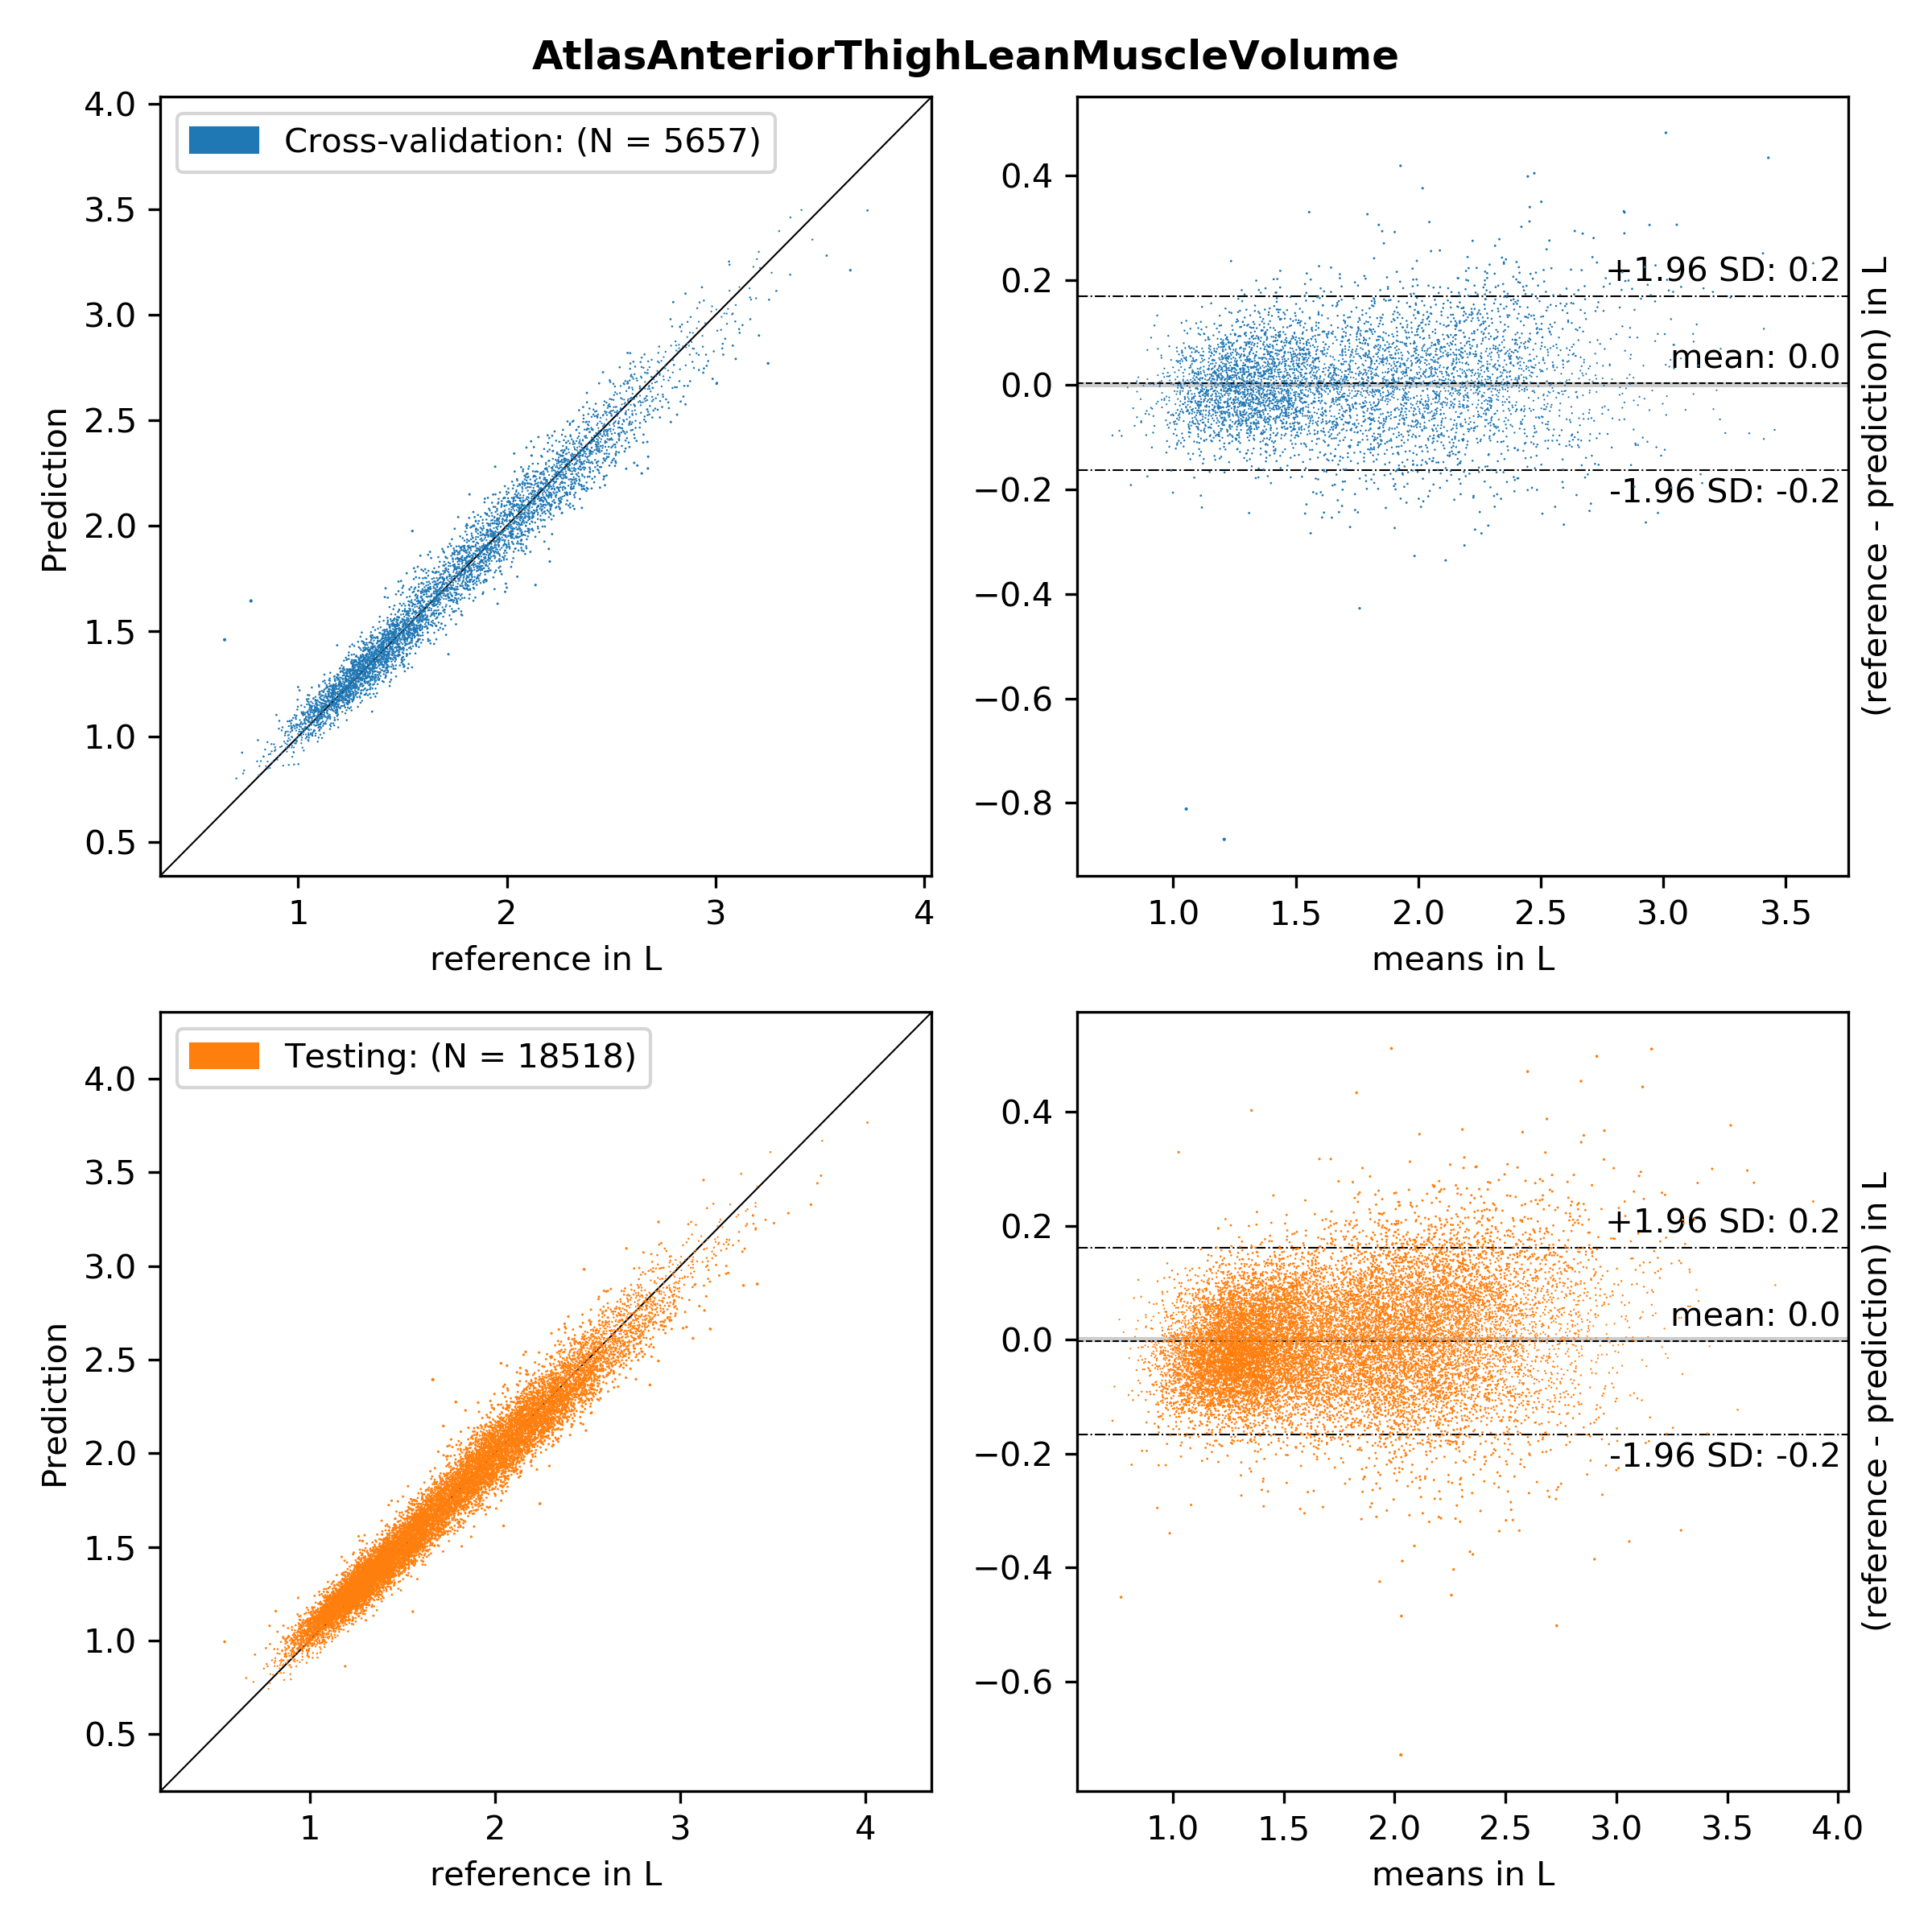 AtlasAnteriorThighLeanMuscleVolume
Cross-validation: (N = 5657)
4.0
3.5
3.0
2.5
2.0
1.5
1.0
0.5
Prediction
1 2 3 4
reference in L
0.4
0.2
0.0
−0.2
−0.4
−0.6
−0.8
+1.96 SD: 0.2
mean: 0.0
-1.96 SD: -0.2
(reference - prediction) in L
1.0 1.5 2.0 2.5 3.0 3.5
means in L
Testing: (N = 18518)
4.0
3.5
3.0
2.5
2.0
1.5
1.0
0.5
Prediction
1 2 3 4
reference in L
0.4
0.2
0.0
−0.2
−0.4
−0.6
+1.96 SD: 0.2
mean: 0.0
-1.96 SD: -0.2
(reference - prediction) in L
1.0 1.5 2.0 2.5 3.0 3.5 4.0
means in L